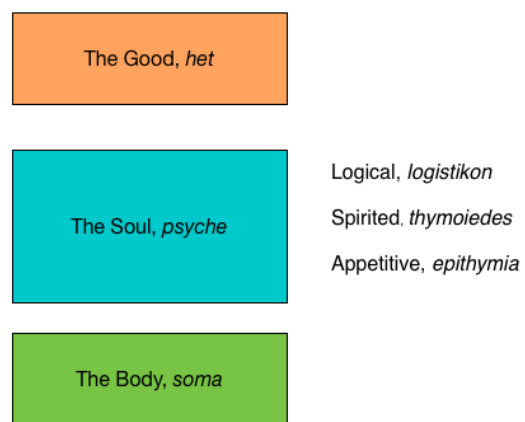 The Good, het
The Soul, psyche
Logical, logistikon
Spirited, thymoiedes
Appetitive, epithymia
The Body, soma